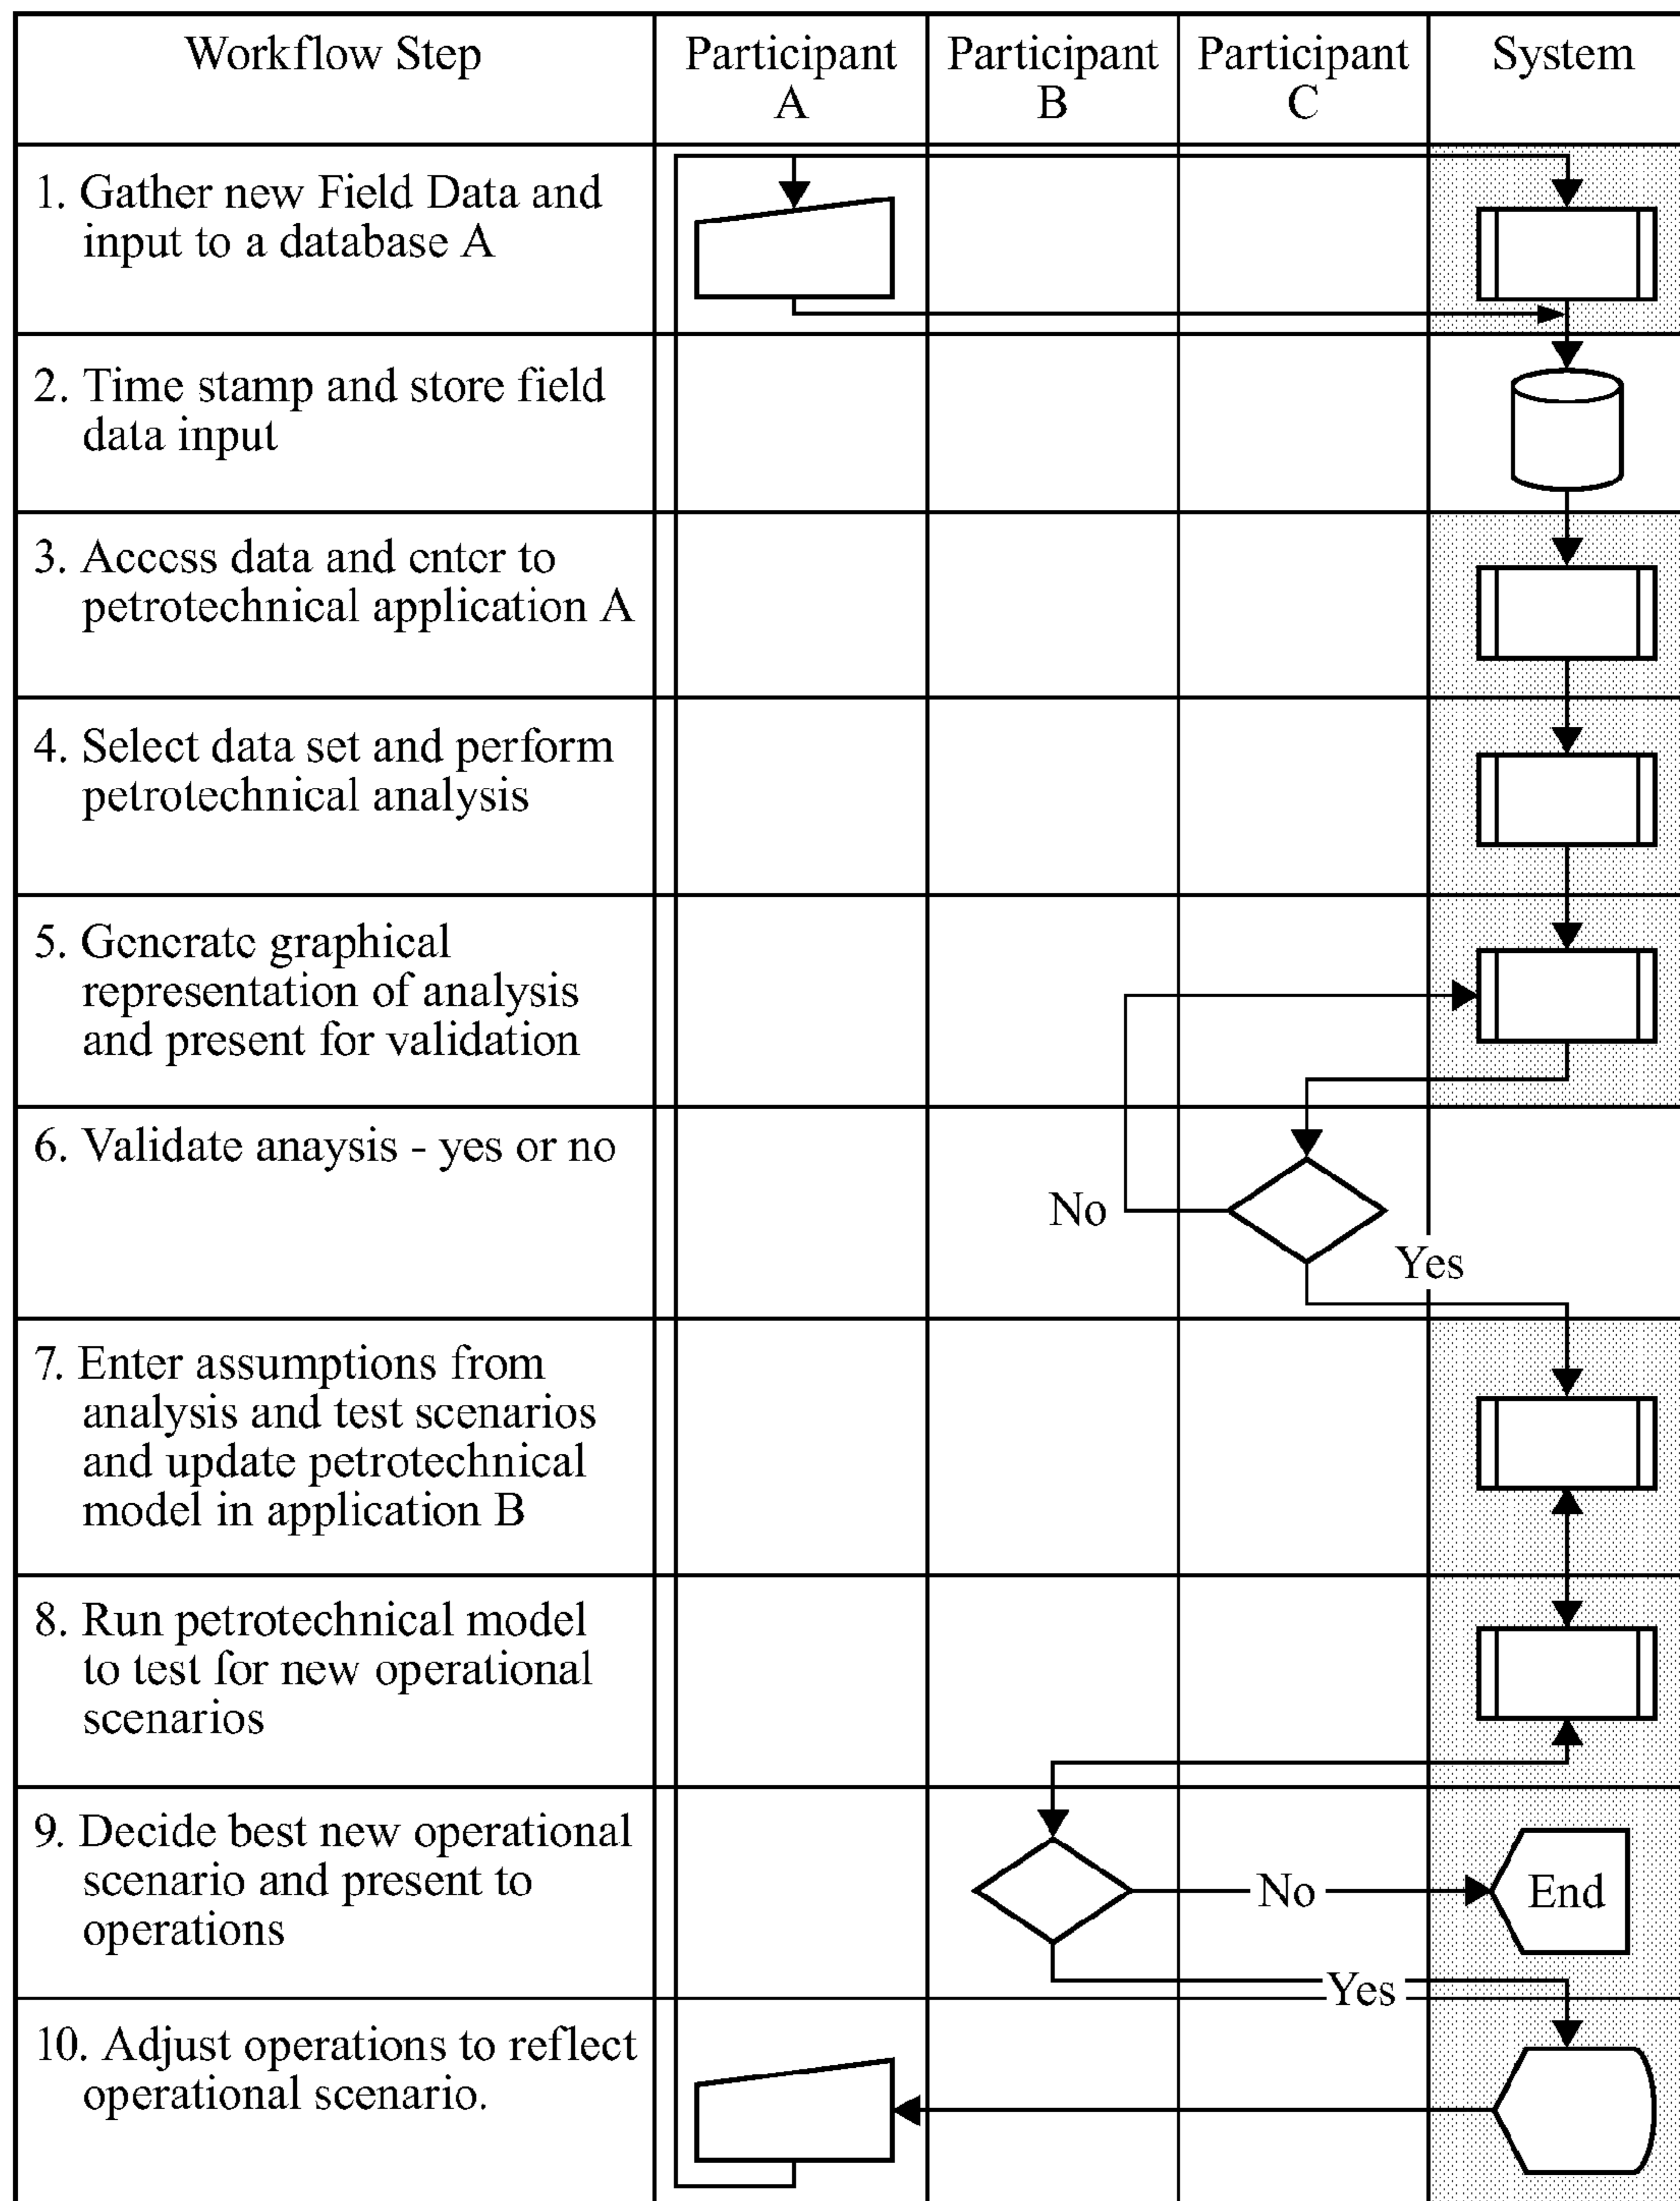 Workflow Step
Participant
A
Participant
B
Participant
C
System
1. Gather new Field Data and
input to a database A
2. Time stamp and store field
data input
3. Access data and enter to
petrotechnical application A
4. Select data set and perform
petrotechnical analysis
5. Generate graphical
representation of analysis
and present for validation
6. Validate anaysis - yes or no
No
Yes
7. Enter assumptions from
analysis and test scenarios
and update petrotechnical
model in application B
8. Run petrotechnical model
to test for new operational
scenarios
9. Decide best new operational
scenario and present to
operations
No
End
Yes
10. Adjust operations to reflect
operational scenario.